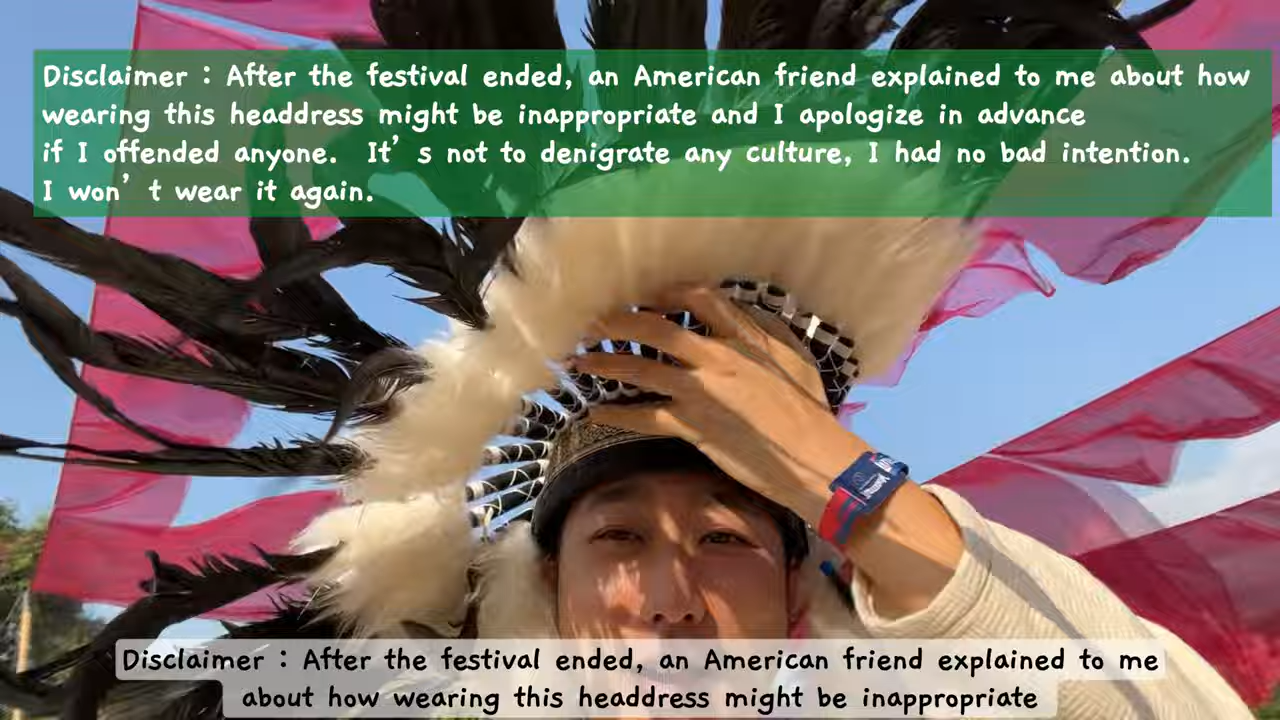 Disclaimer : After the festival ended, an American friend explained to me about how
wearing this headdress might be inappropriate and I apologize in advance
if I offended anyone. It's not to denigrate any culture, I had no bad intention.
I won't wear it again.
Disclaimer : After the festival ended, an American friend explained to me
about how wearing this headdress might be inappropriate